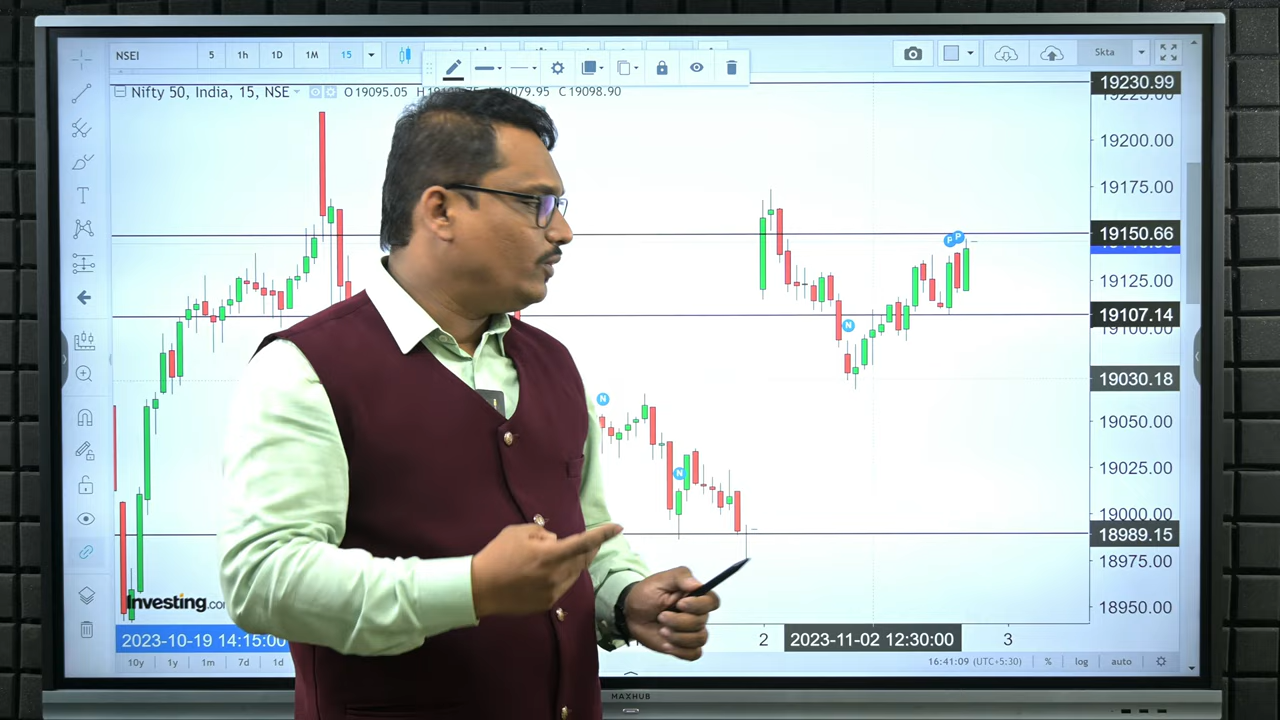 NSEI 5 1h 1D 1M 15 5kta
Nifty 50, India, 15, NSE O19095.05 79.95 C19098.90
19230.99
19225.00
19200.00
19175.00
19150.66
19125.00
19107.14
19100.00
19030.18
19050.00
19025.00
19000.00
18989.15
18975.00
18950.00
P P
N
N
N
T
Investing.co
2023-10-19 14:15:00 2 2023-11-02 12:30:00 3
10y 1y 1m 7d 1d 16:41:09 (UTC+5:30) % log auto
MAXHUB